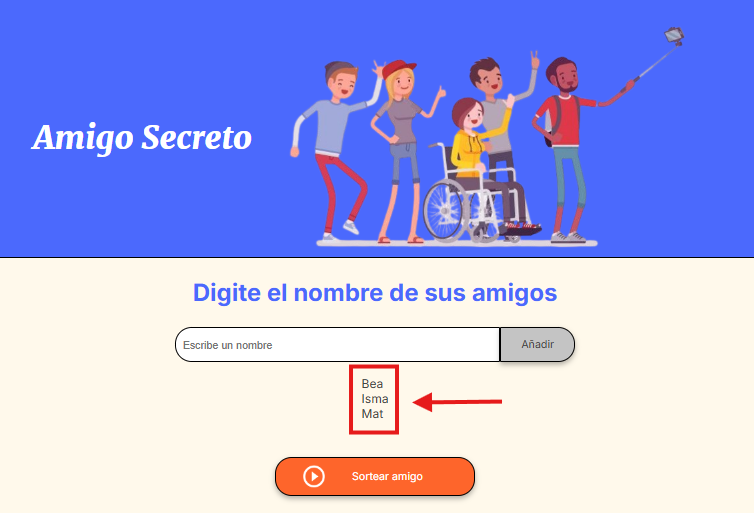 Amigo Secreto
Digite el nombre de sus amigos
Escribe un nombre
Añadir
Bea
Isma
Mat
Sortear amigo